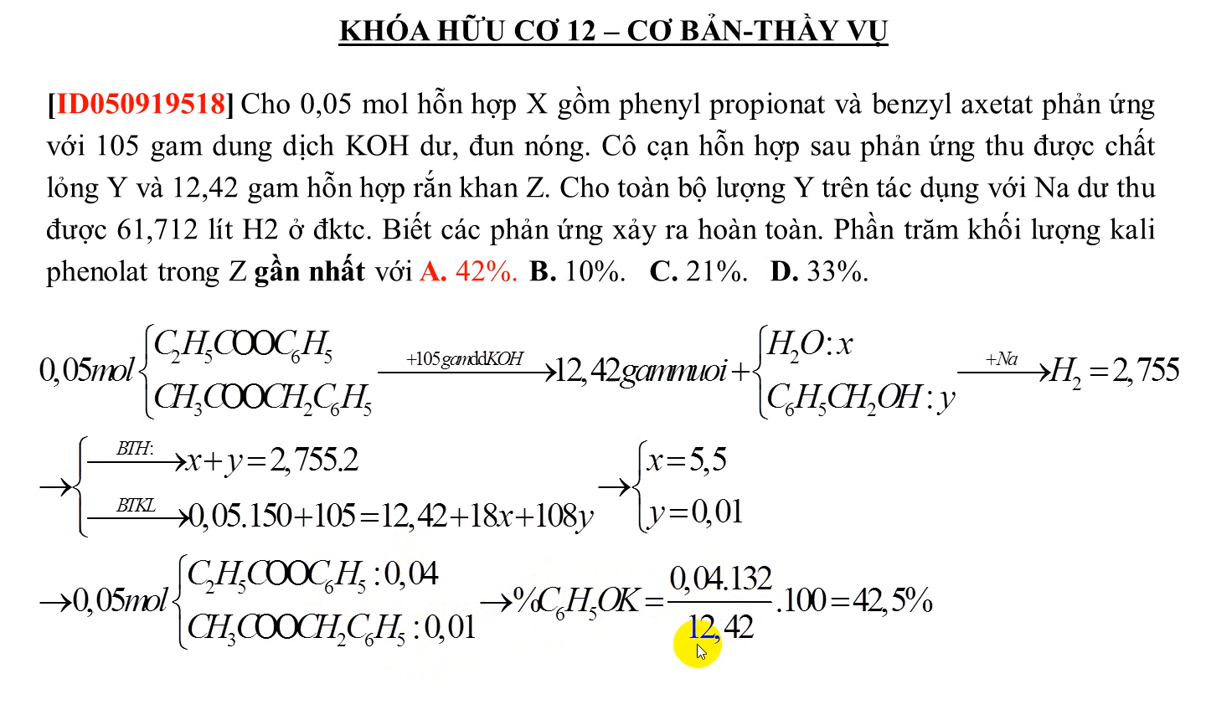 KHÓA HỮU CƠ 12 – CƠ BẢN-THẦY VỤ
[ID050919518] Cho 0,05 mol hỗn hợp X gồm phenyl propionat và benzyl axetat phản ứng
với 105 gam dung dịch KOH dư, đun nóng. Cô cạn hỗn hợp sau phản ứng thu được chất
lỏng Y và 12,42 gam hỗn hợp rắn khan Z. Cho toàn bộ lượng Y trên tác dụng với Na dư thu
được 61,712 lít H2 ở đktc. Biết các phản ứng xảy ra hoàn toàn. Phần trăm khối lượng kali
phenolat trong Z gần nhất với A. 42%. B. 10%. C. 21%. D. 33%.
0,05mol { C₂H₅COOC₆H₅ ; CH₃COOCH₂C₆H₅ +105gamddKOH → 12,42gammuoi + { H₂O : x ; C₆H₅CH₂OH : y +Na → H₂ = 2,755
→ { BTH: → x + y = 2,755.2 ; BTKL → 0,05.150 + 105 = 12,42 + 18x + 108y → { x = 5,5 ; y = 0,01
→ 0,05mol { C₂H₅COOC₆H₅ : 0,04 ; CH₃COOCH₂C₆H₅ : 0,01 → %C₆H₅OK = 0,04.132 / 12,42 .100 = 42,5%